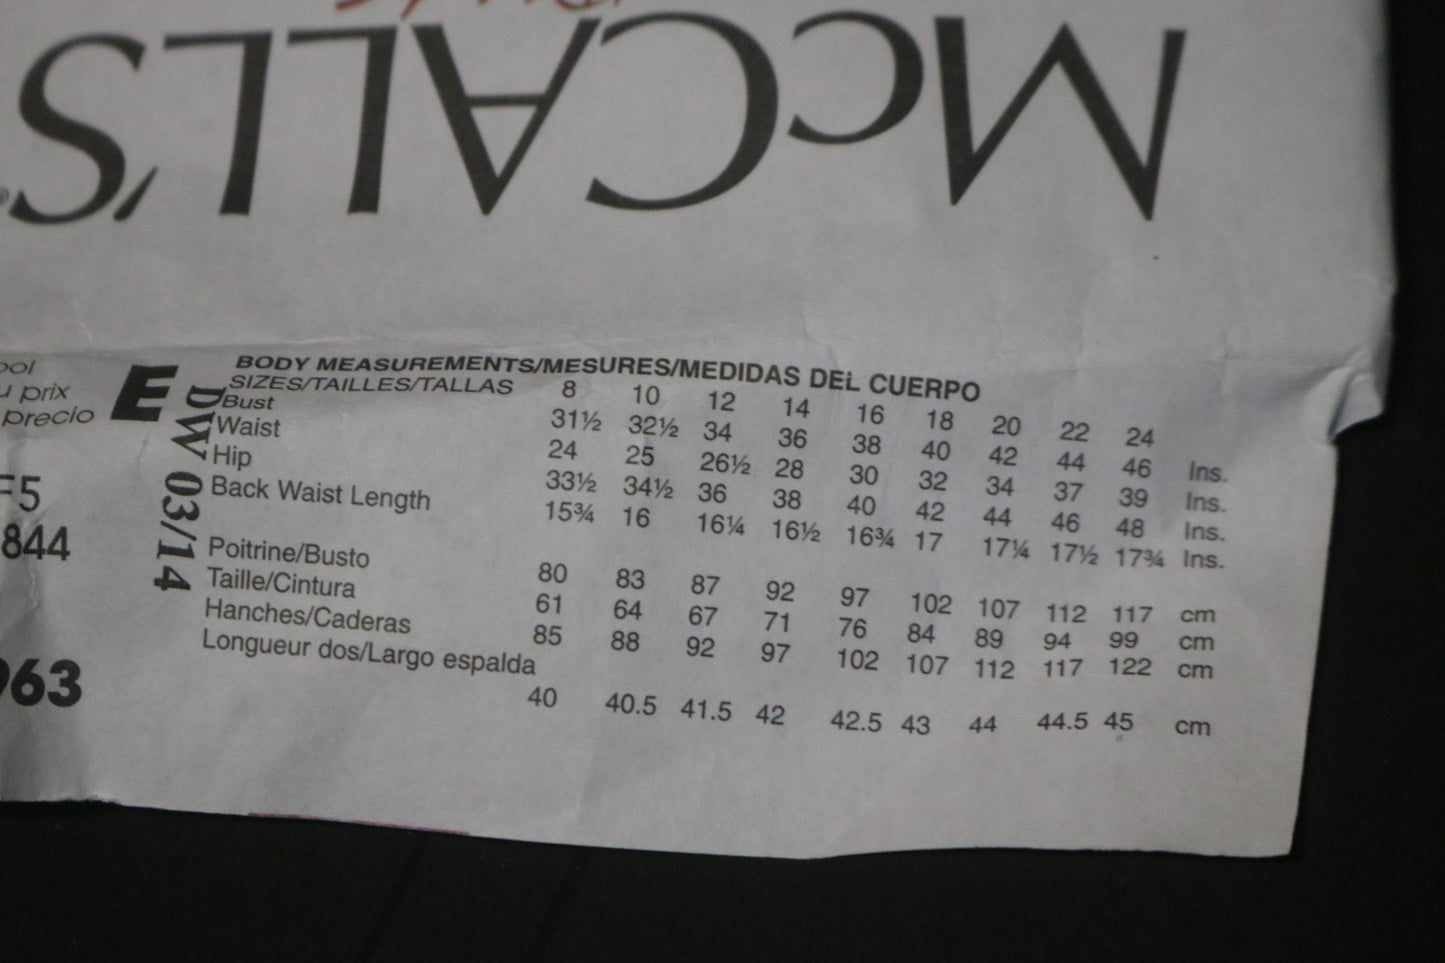 McCALL'S®
BODY MEASUREMENTS/MESURES/MEDIDAS DEL CUERPO
SIZES/TAILLES/TALLAS 8 10 12 14 16 18 20 22 24
Bust 31½ 32½ 34 36 38 40 42 44 46 Ins.
Waist 24 25 26½ 28 30 32 34 37 39 Ins.
Hip 33½ 34½ 36 38 40 42 44 46 48 Ins.
Back Waist Length 15¾ 16 16¼ 16½ 16¾ 17 17¼ 17½ 17¾ Ins.
Poitrine/Busto 80 83 87 92 97 102 107 112 117 cm
Taille/Cintura 61 64 67 71 76 84 89 94 99 cm
Hanches/Caderas 85 88 92 97 102 107 112 117 122 cm
Longueur dos/Largo espalda
40 40.5 41.5 42 42.5 43 44 44.5 45 cm
E
DW 03/14
prix
precio
F5
844
963